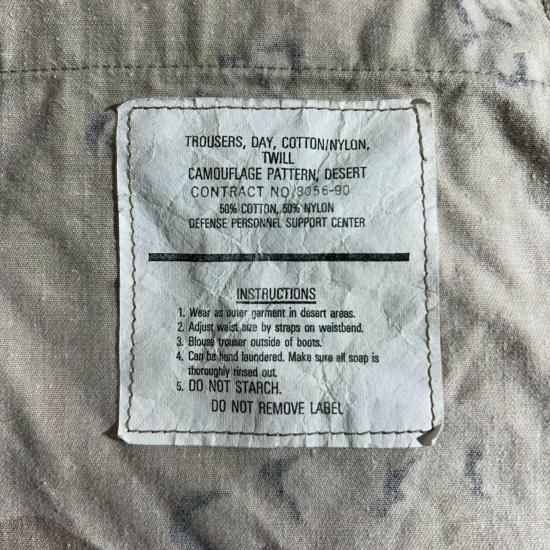 TROUSERS, DAY, COTTON/NYLON,
TWILL
CAMOUFLAGE PATTERN, DESERT
CONTRACT NO/8056-90
50% COTTON, 50% NYLON
DEFENSE PERSONNEL SUPPORT CENTER
INSTRUCTIONS
1. Wear as outer garment in desert areas.
2. Adjust waist size by straps on waistband.
3. Blouse trouser outside of boots.
4. Can be hand laundered. Make sure all soap is
thoroughly rinsed out.
5. DO NOT STARCH.
DO NOT REMOVE LABEL